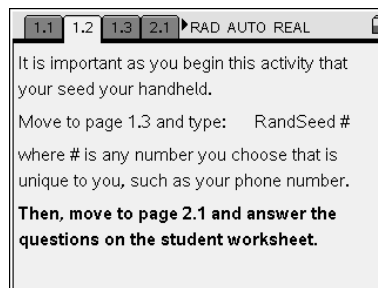 1.1 1.2 1.3 2.1 RAD AUTO REAL
It is important as you begin this activity that
your seed your handheld.
Move to page 1.3 and type: RandSeed #
where # is any number you choose that is
unique to you, such as your phone number.
Then, move to page 2.1 and answer the
questions on the student worksheet.